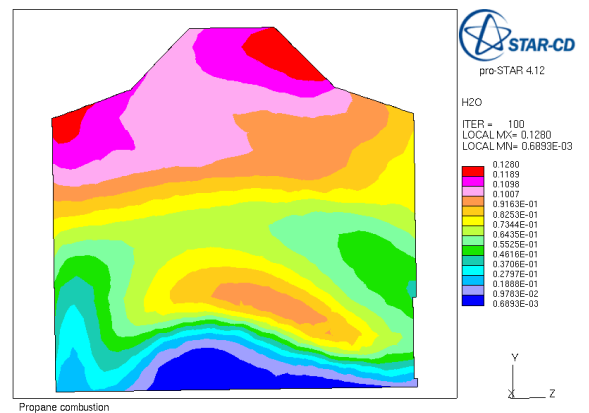 STAR-CD
pro-STAR 4.12
H2O
ITER = 100
LOCAL MX= 0.1280
LOCAL MN= 0.6893E-03
0.1280
0.1189
0.1098
0.1007
0.9163E-01
0.8253E-01
0.7344E-01
0.6435E-01
0.5525E-01
0.4616E-01
0.3706E-01
0.2797E-01
0.1888E-01
0.9783E-02
0.6893E-03
Y
X
Z
Propane combustion